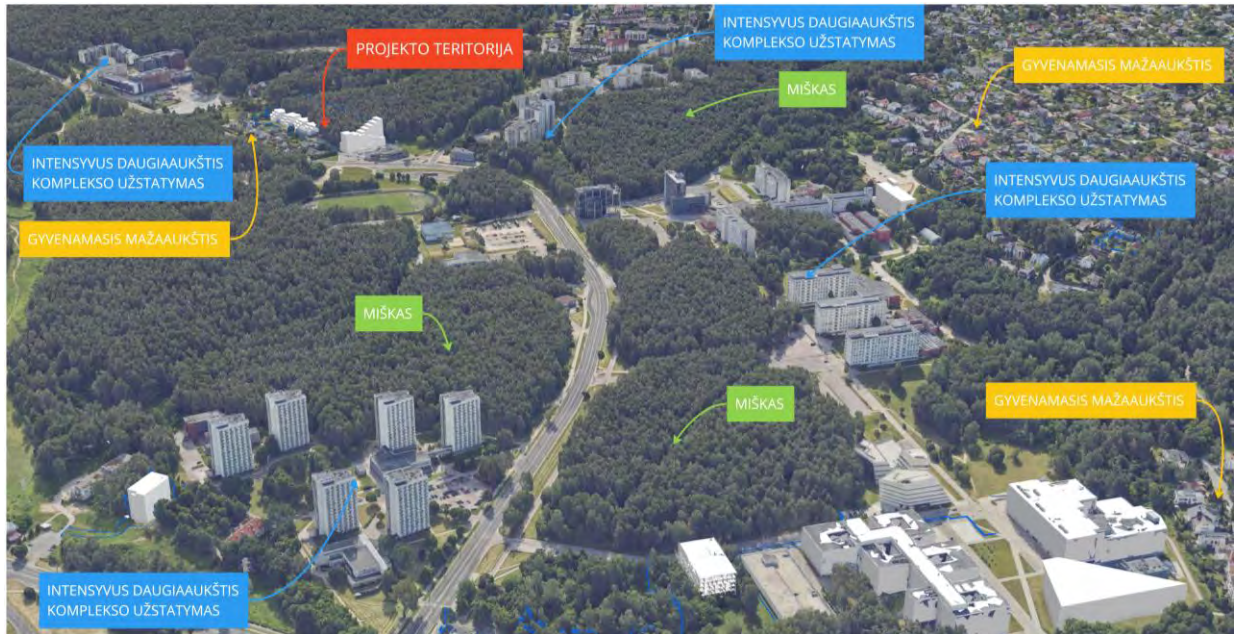 INTENSYVUS DAUGIAAUKŠTIS
KOMPLEKSO UŽSTATYMAS
PROJEKTO TERITORIJA
GYVENAMASIS MAŽAAUKŠTIS
MIŠKAS
INTENSYVUS DAUGIAAUKŠTIS
KOMPLEKSO UŽSTATYMAS
INTENSYVUS DAUGIAAUKŠTIS
KOMPLEKSO UŽSTATYMAS
GYVENAMASIS MAŽAAUKŠTIS
MIŠKAS
MIŠKAS
GYVENAMASIS MAŽAAUKŠTIS
INTENSYVUS DAUGIAAUKŠTIS
KOMPLEKSO UŽSTATYMAS